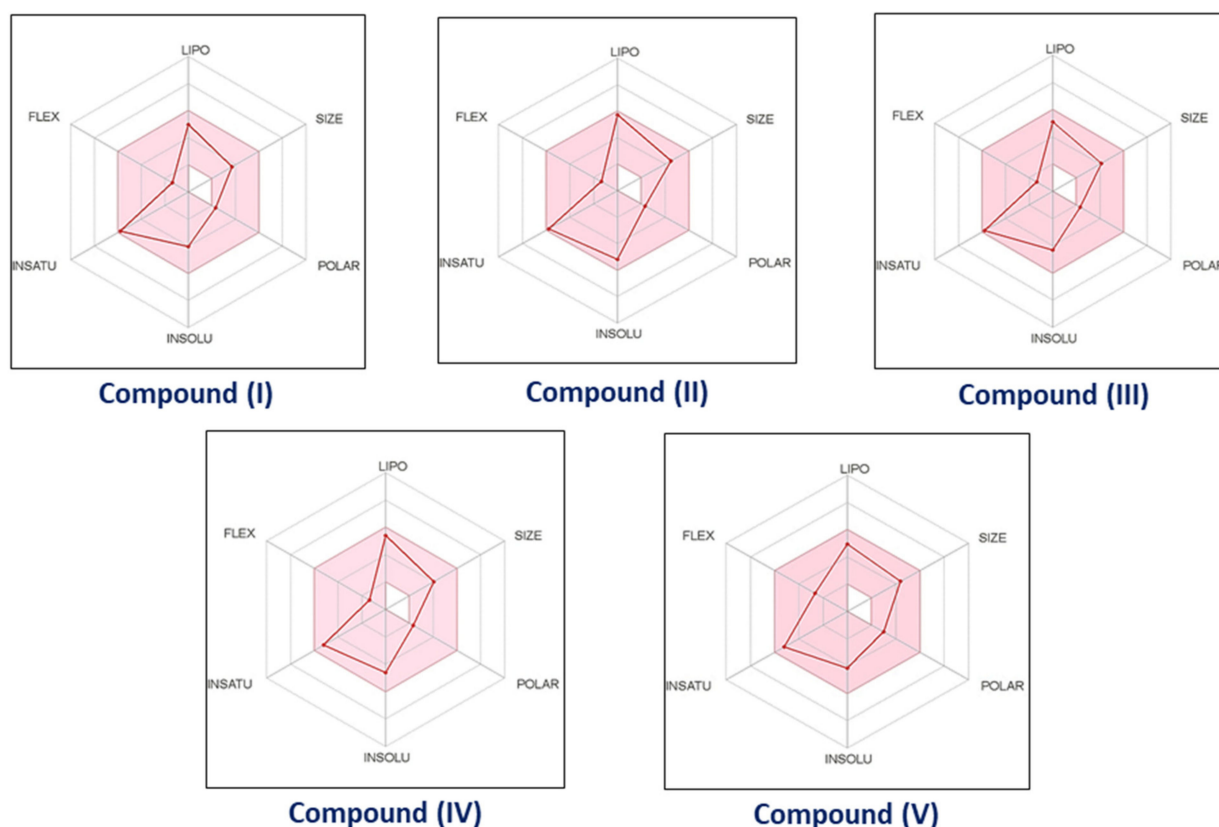 LIPO
FLEX
SIZE
INSATU
POLAR
INSOLU
Compound (I)
LIPO
FLEX
SIZE
INSATU
POLAR
INSOLU
Compound (II)
LIPO
FLEX
SIZE
INSATU
POLAR
INSOLU
Compound (III)
LIPO
FLEX
SIZE
INSATU
POLAR
INSOLU
Compound (IV)
LIPO
FLEX
SIZE
INSATU
POLAR
INSOLU
Compound (V)